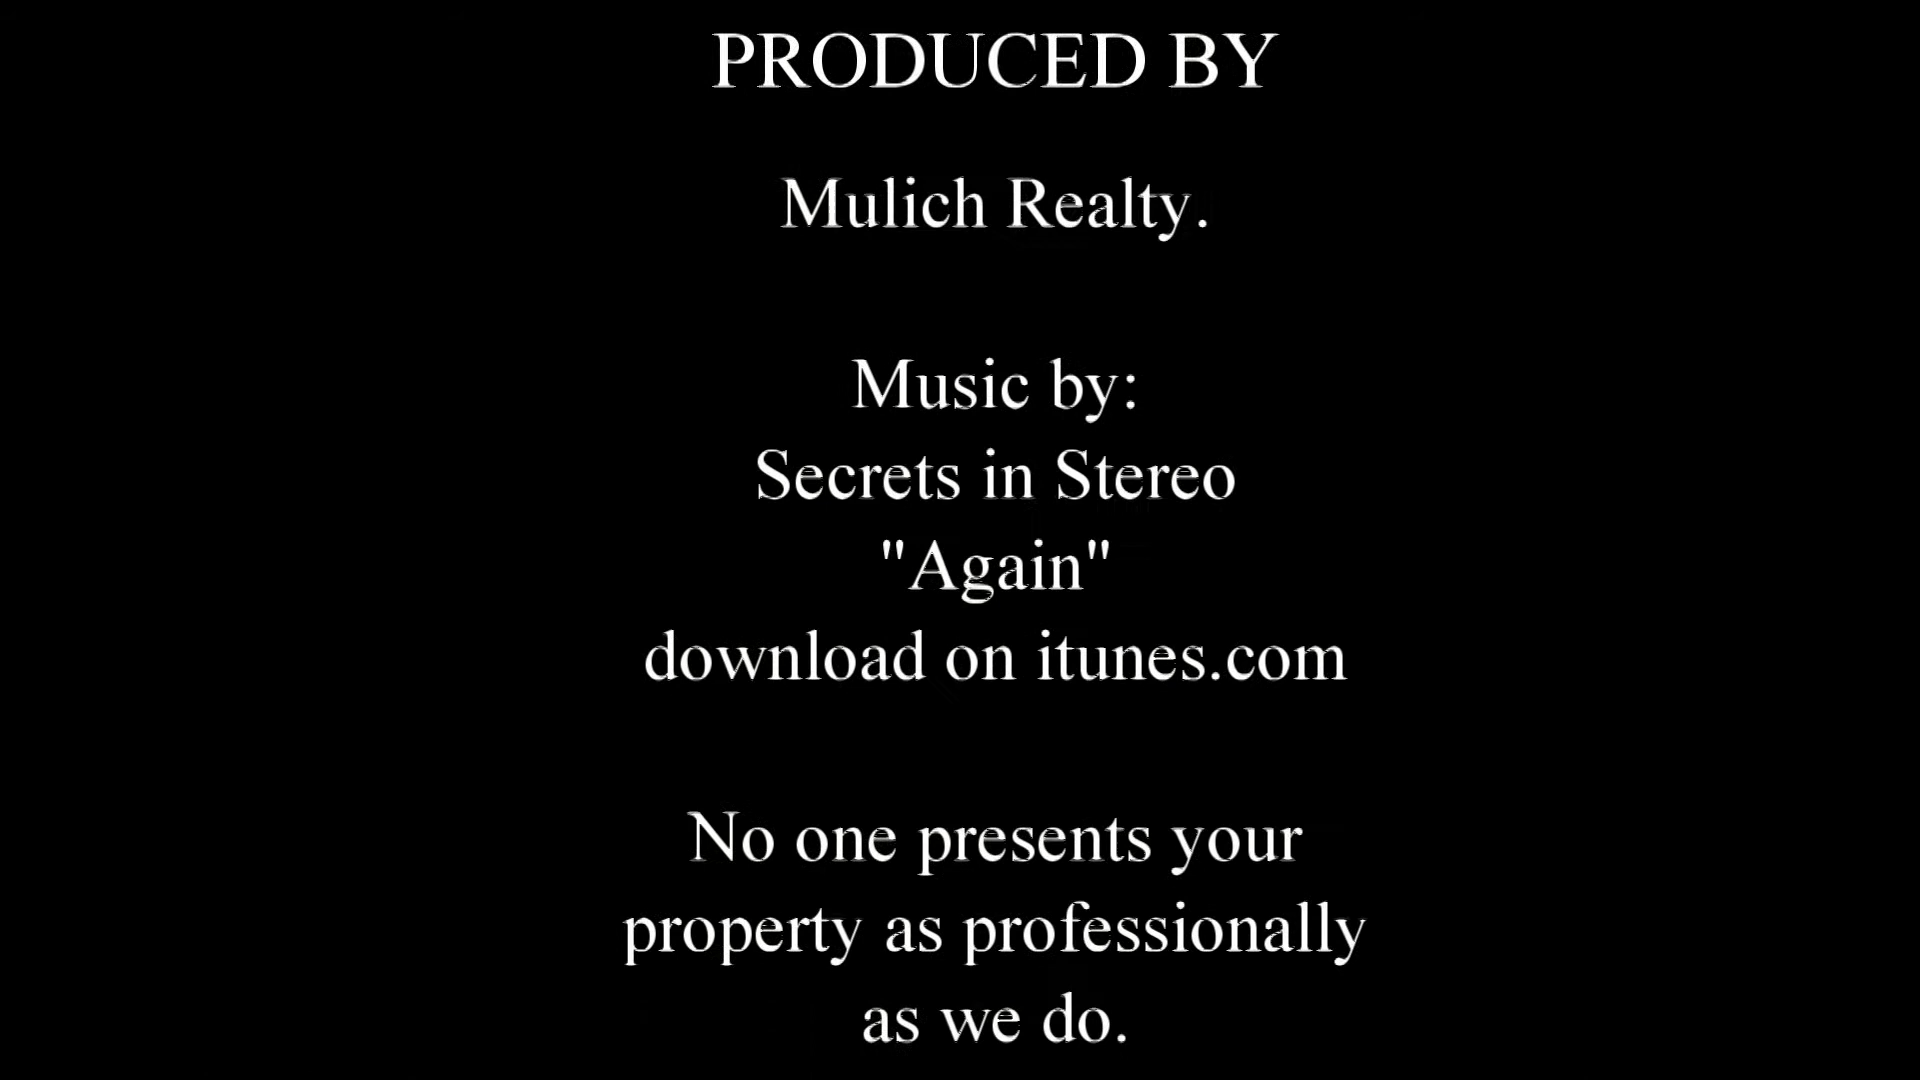 PRODUCED BY
Mulich Realty.
Music by:
Secrets in Stereo
"Again"
download on itunes.com
No one presents your
property as professionally
as we do.